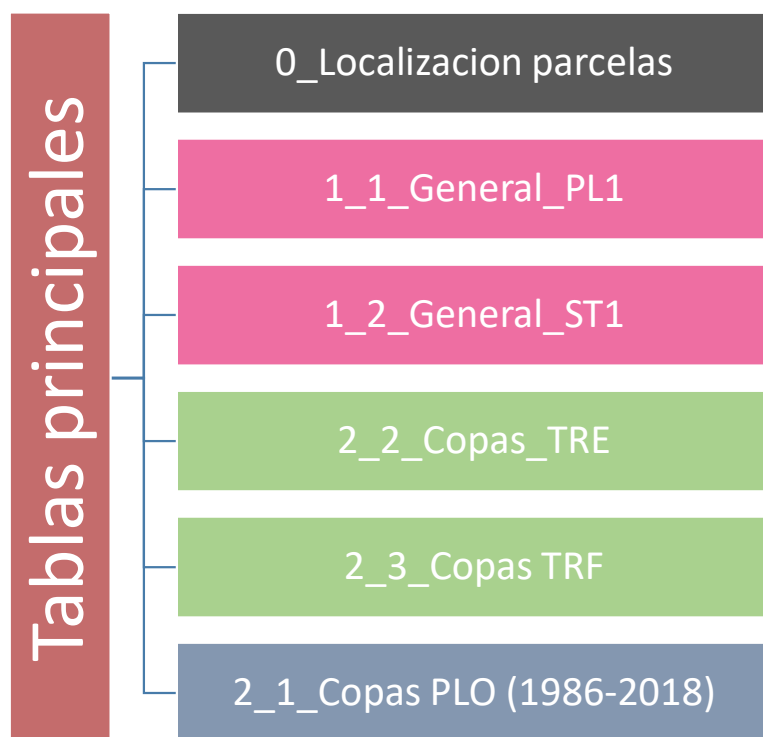 Tablas principales
0_Localizacion parcelas
1_1_General_PL1
1_2_General_ST1
2_2_Copas_TRE
2_3_Copas TRF
2_1_Copas PLO (1986-2018)